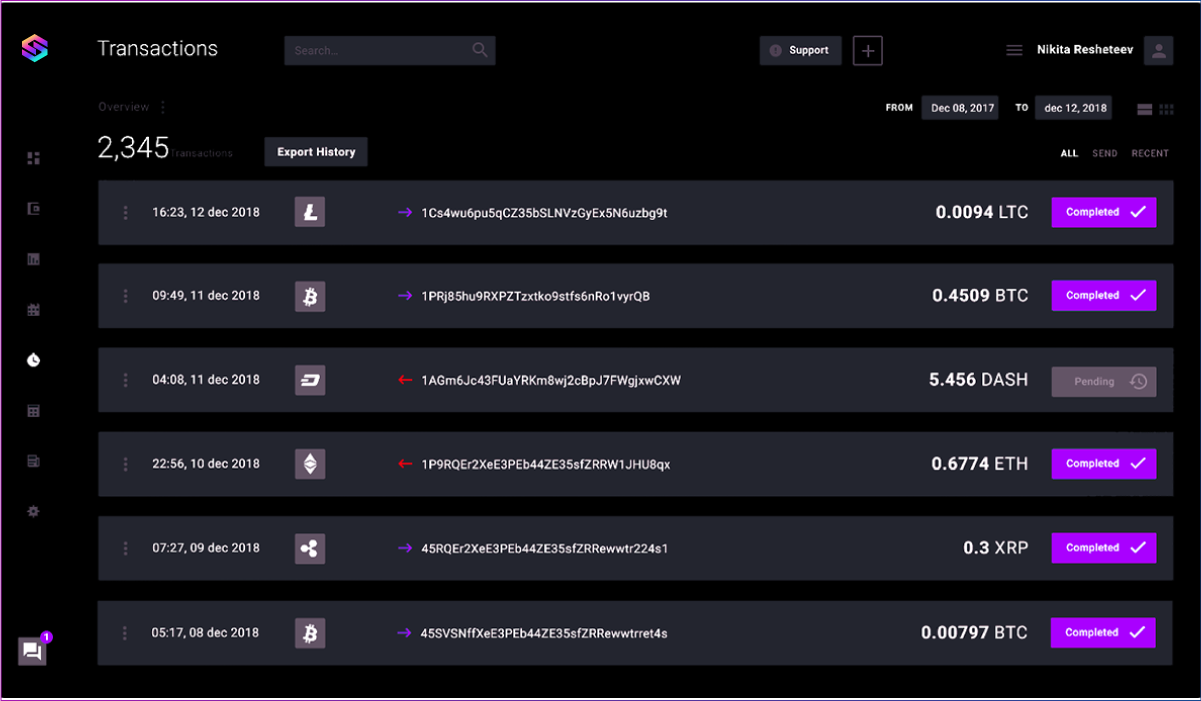 Transactions
Search...
Support
Nikita Resheteev
Overview
FROM Dec 08, 2017 TO dec 12, 2018
2,345 Transactions
Export History
ALL SEND RECENT
16:23, 12 dec 2018 1Cs4wu6pu5qCZ35bSLNVzGyEx5N6uzbg9t 0.0094 LTC Completed
09:49, 11 dec 2018 1PRj85hu9RXPZTzxtko9stfs6nRo1vyrQB 0.4509 BTC Completed
04:08, 11 dec 2018 1AGm6Jc43FUaYRKm8wj2cBpJ7FWgjxwCXW 5.456 DASH Pending
22:56, 10 dec 2018 1P9RQEr2XeE3PEb44ZE35sfZRRW1JHU8qx 0.6774 ETH Completed
07:27, 09 dec 2018 45RQEr2XeE3PEb44ZE35sfZRRewwtr224s1 0.3 XRP Completed
05:17, 08 dec 2018 45SVSNffXeE3PEb44ZE35sfZRRewwtrret4s 0.00797 BTC Completed
1